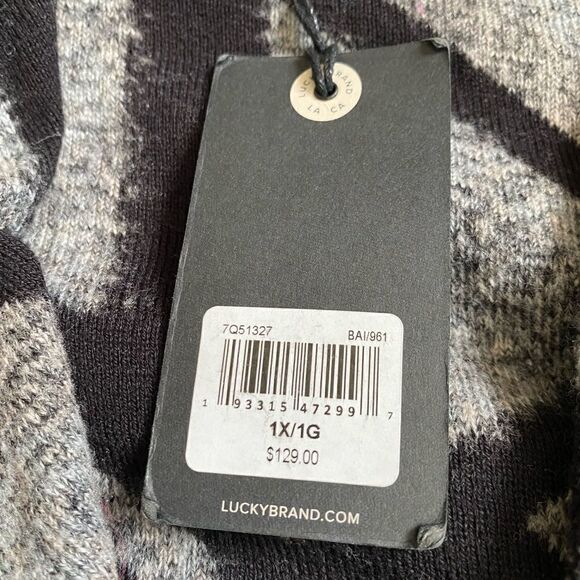 LUCKY BRAND
LA CA
7Q51327 BAI/961
1 93315 47299 7
1X/1G
$129.00
LUCKYBRAND.COM